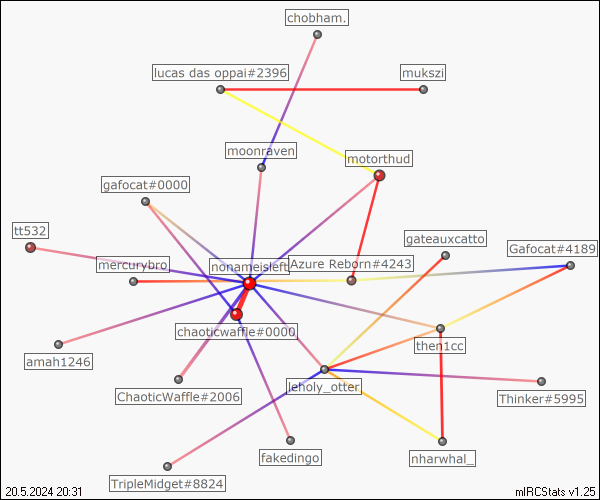 chobham.
lucas das oppai#2396
mukszi
moonraven
motorthud
gafocat#0000
tt532
gateauxcatto
Gafocat#4189
mercurybro
nonameisleft
Azure Reborn#4243
chaoticwaffle#0000
then1cc
amah1246
ChaoticWaffle#2006
leholy_otter
Thinker#5995
fakedingo
nharwhal_
TripleMidget#8824
20.5.2024 20:31
mIRCStats v1.25